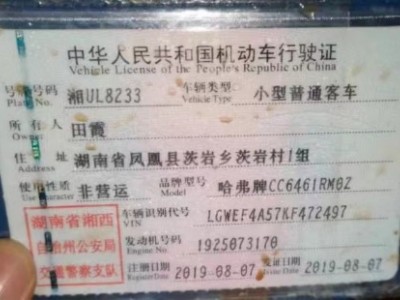 中华人民共和国机动车行驶证
Vehicle License of the People's Republic of China
号牌号码 湘UL8233 车辆类型 小型普通客车
Plate No. Vehicle Type
所有人 田霞
Owner
住址 湖南省凤凰县茨岩乡茨岩村1组
使用性质 非营运 品牌型号 哈弗牌CC6461RM0Z
湖南省湘西
自治州公安局
交通警察支队
车辆识别代号 LGWEF4A57KF472497
VIN
发动机号码 1925073170
Engine No.
注册日期 2019-08-07 发证日期 2019-08-07
Register Date Issue Date